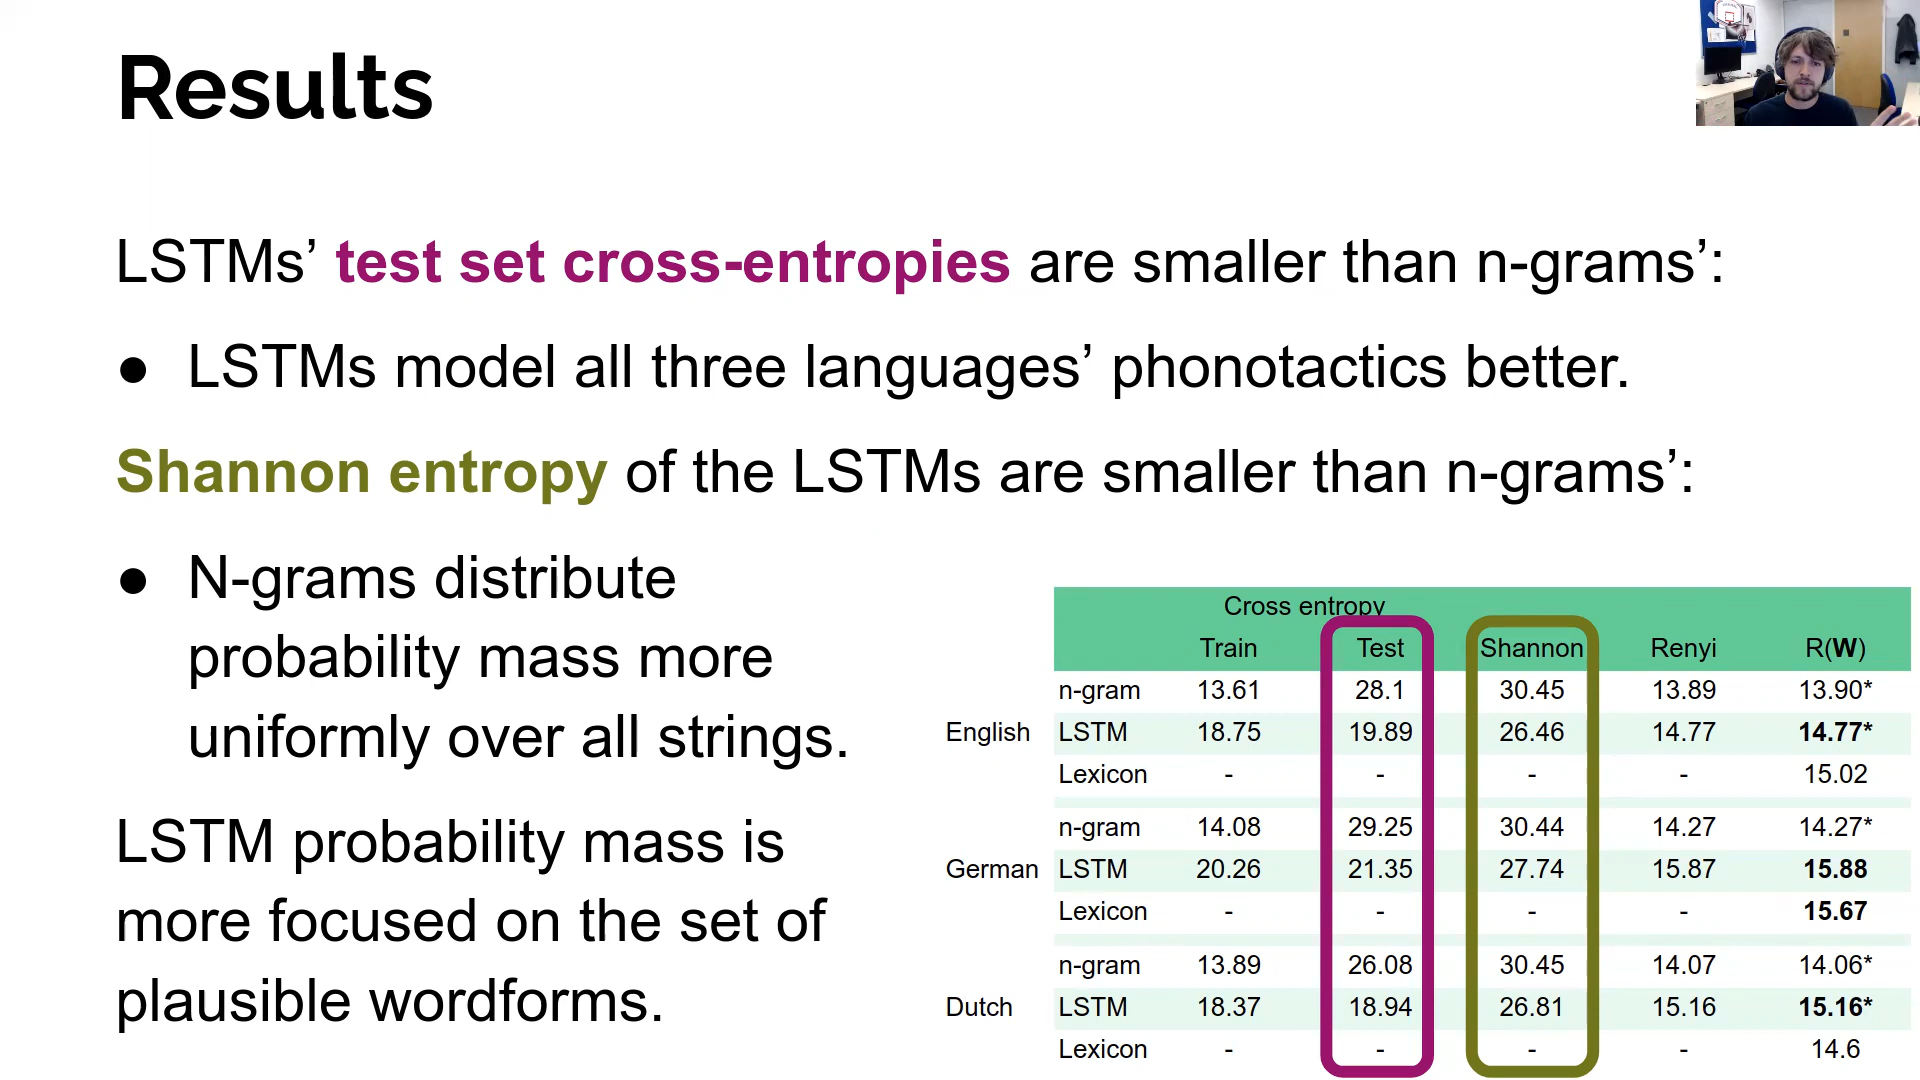 Results
LSTMs’ test set cross-entropies are smaller than n-grams’:
● LSTMs model all three languages’ phonotactics better.
Shannon entropy of the LSTMs are smaller than n-grams’:
● N-grams distribute
probability mass more
uniformly over all strings.
LSTM probability mass is
more focused on the set of
plausible wordforms.
Cross entropy
Train Test Shannon Renyi R(W)
n-gram 13.61 28.1 30.45 13.89 13.90*
English LSTM 18.75 19.89 26.46 14.77 14.77*
Lexicon - - - - 15.02
n-gram 14.08 29.25 30.44 14.27 14.27*
German LSTM 20.26 21.35 27.74 15.87 15.88
Lexicon - - - - 15.67
n-gram 13.89 26.08 30.45 14.07 14.06*
Dutch LSTM 18.37 18.94 26.81 15.16 15.16*
Lexicon - - - - 14.6